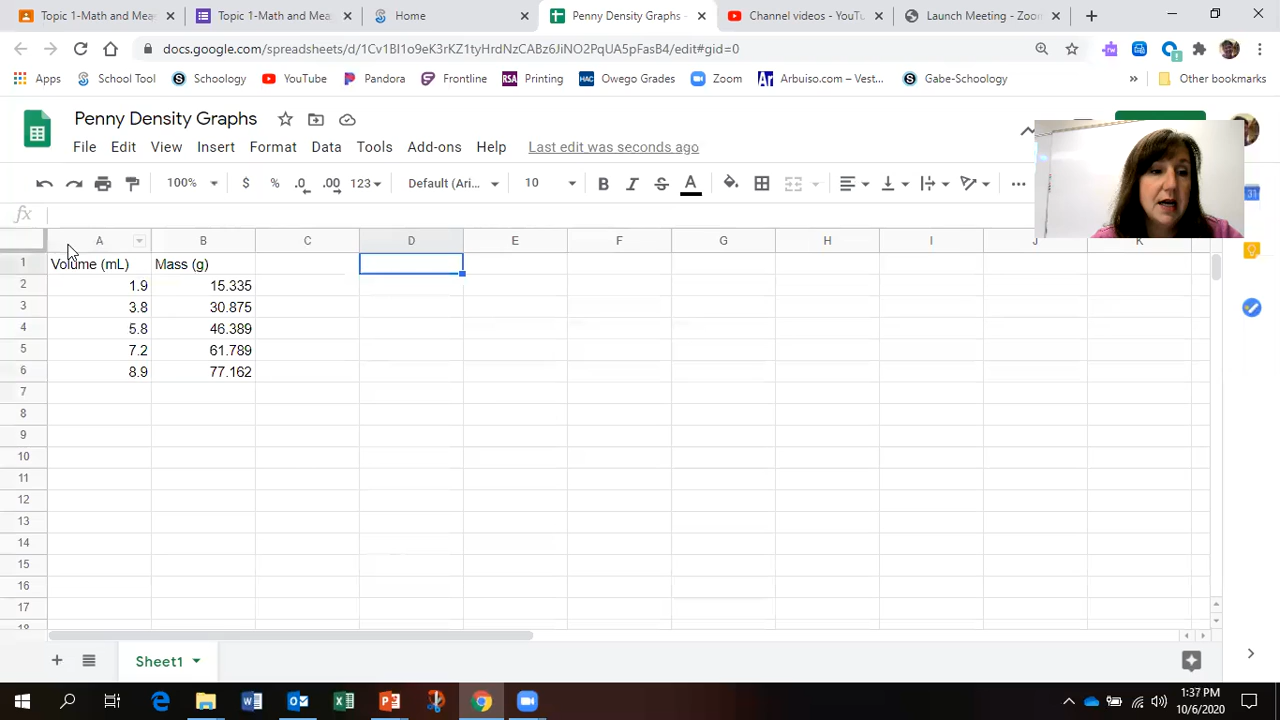 Topic 1-Math and Mea
Topic 1-Math and Mea
Home
Penny Density Graphs -
Channel videos - YouTu
Launch Meeting - Zoom
docs.google.com/spreadsheets/d/1Cv1BI1o9eK3rKZ1tyHrdNzCABz6JiNO2PqUA5pFasB4/edit#gid=0
Apps School Tool Schoology YouTube Pandora Frontline RSA Printing HAC Owego Grades Zoom Ar Arbuiso.com – Vest... Gabe-Schoology » Other bookmarks
Penny Density Graphs
File Edit View Insert Format Data Tools Add-ons Help Last edit was seconds ago
100% $ % .0 .00 123 Default (Ari... 10 B I S A
fx
A B C D E F G H I J K
1 Volume (mL) Mass (g)
2 1.9 15.335
3 3.8 30.875
4 5.8 46.389
5 7.2 61.789
6 8.9 77.162
7
8
9
10
11
12
13
14
15
16
17
18
Sheet1
1:37 PM
10/6/2020